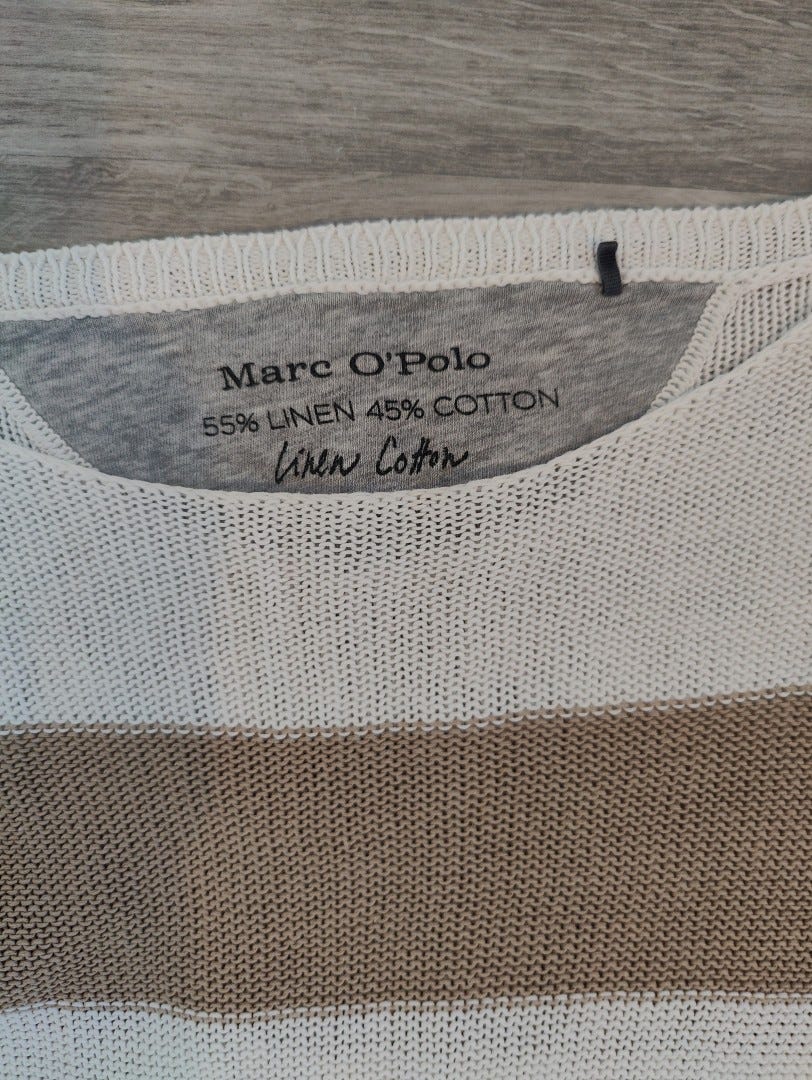 Marc O'Polo
55% LINEN 45% COTTON
Linen Cotton